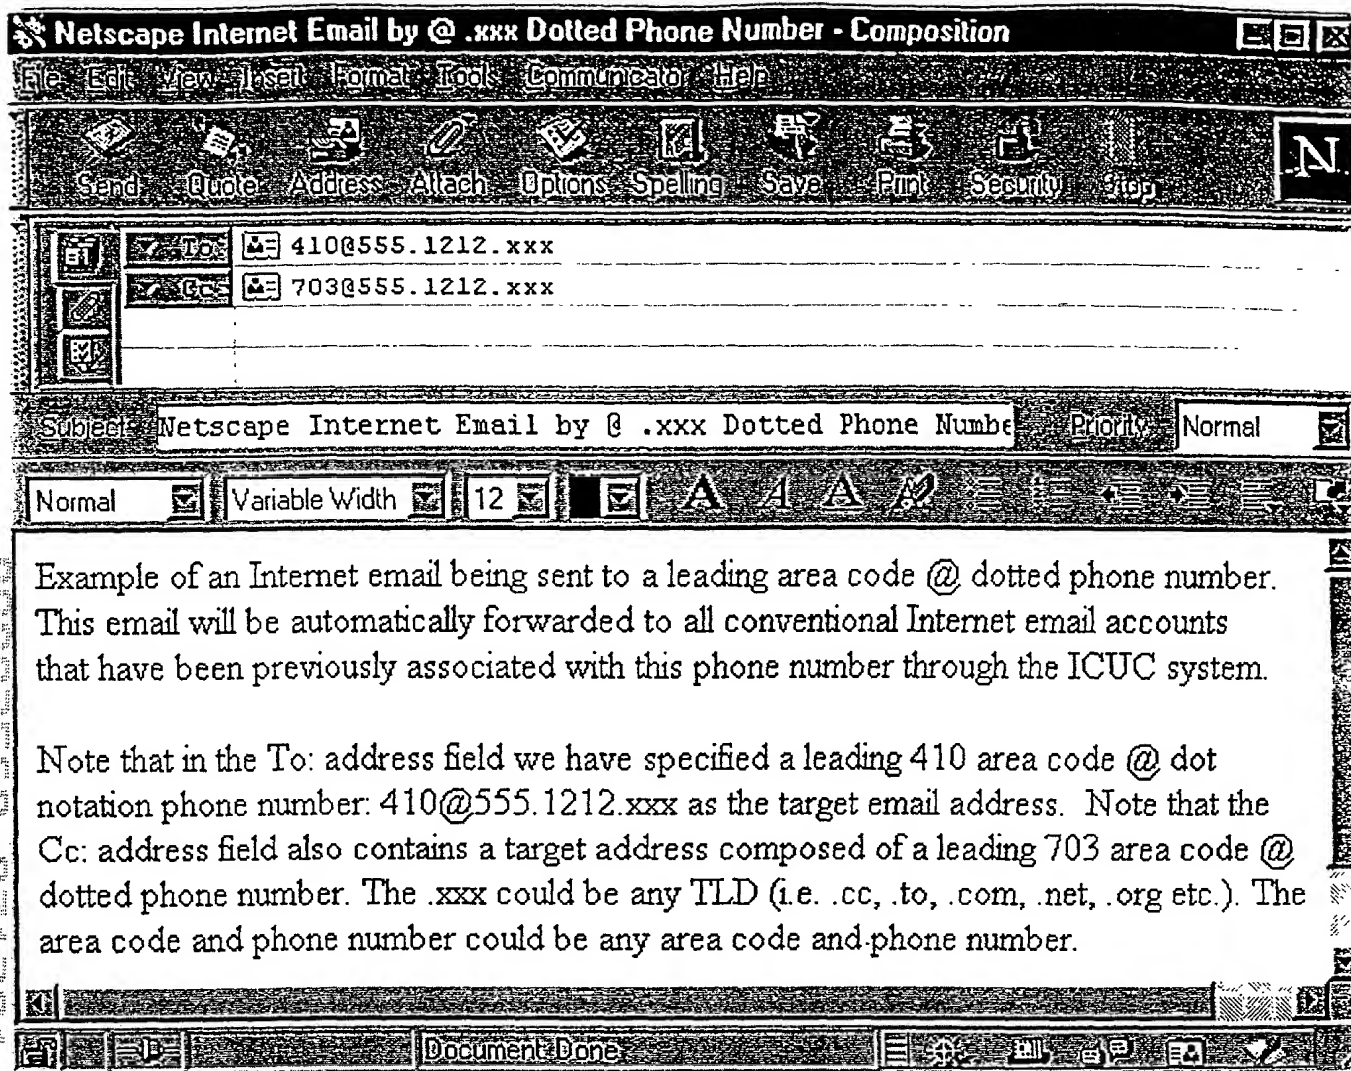 Netscape Internet Email by @ .xxx Dotted Phone Number - Composition
File Edit View Insert Format Tools Communicator Help
Send Quote Address Attach Options Spelling Save Print Security Stop
N
To: 410@555.1212.xxx
Cc: 703@555.1212.xxx
Subject: Netscape Internet Email by @ .xxx Dotted Phone Numbe Priority: Normal
Normal Variable Width 12 A A A A
Example of an Internet email being sent to a leading area code @ dotted phone number.
This email will be automatically forwarded to all conventional Internet email accounts
that have been previously associated with this phone number through the ICUC system.
Note that in the To: address field we have specified a leading 410 area code @ dot
notation phone number: 410@555.1212.xxx as the target email address. Note that the
Cc: address field also contains a target address composed of a leading 703 area code @
dotted phone number. The .xxx could be any TLD (i.e. .cc, .to, .com, .net, .org etc.). The
area code and phone number could be any area code and phone number.
Document: Done